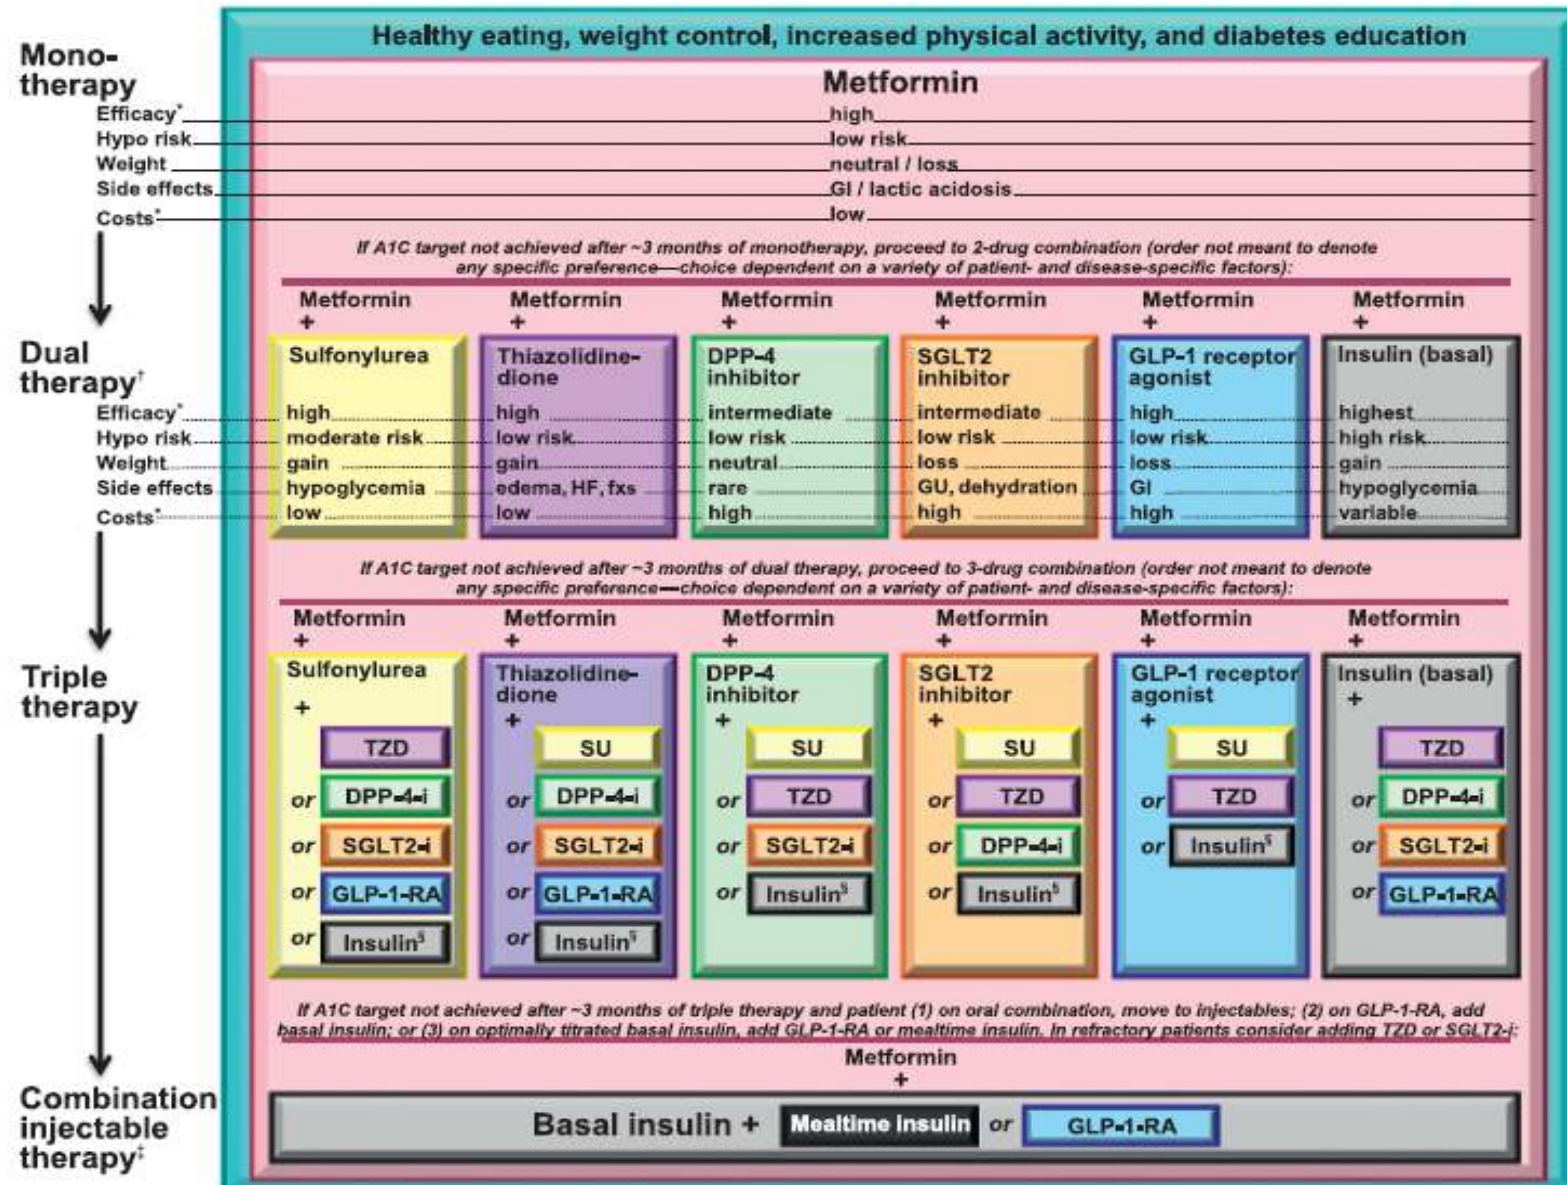 Healthy eating, weight control, increased physical activity, and diabetes education
Mono-
therapy
Metformin
Efficacy* high
Hypo risk low risk
Weight neutral / loss
Side effects GI / lactic acidosis
Costs* low
If A1C target not achieved after ~3 months of monotherapy, proceed to 2-drug combination (order not meant to denote
any specific preference—choice dependent on a variety of patient- and disease-specific factors):
Metformin Metformin Metformin Metformin Metformin Metformin
+ + + + + +
Dual
therapy†
Sulfonylurea Thiazolidine- DPP-4 SGLT2 GLP-1 receptor Insulin (basal)
dione inhibitor inhibitor agonist
Efficacy* high high intermediate intermediate high highest
Hypo risk moderate risk low risk low risk low risk low risk high risk
Weight gain gain neutral loss loss gain
Side effects hypoglycemia edema, HF, fxs rare GU, dehydration GI hypoglycemia
Costs* low low high high high variable
If A1C target not achieved after ~3 months of dual therapy, proceed to 3-drug combination (order not meant to denote
any specific preference—choice dependent on a variety of patient- and disease-specific factors):
Metformin Metformin Metformin Metformin Metformin Metformin
+ + + + + +
Triple
therapy
Sulfonylurea Thiazolidine- DPP-4 SGLT2 GLP-1 receptor Insulin (basal)
dione inhibitor inhibitor agonist
+ + + + + +
TZD SU SU SU SU TZD
or DPP-4-i or DPP-4-i or TZD or TZD or TZD or DPP-4-i
or SGLT2-i or SGLT2-i or SGLT2-i or DPP-4-i or Insulin§ or SGLT2-i
or GLP-1-RA or GLP-1-RA or Insulin§ or Insulin§ or GLP-1-RA
or Insulin§ or Insulin§
If A1C target not achieved after ~3 months of triple therapy and patient (1) on oral combination, move to injectables; (2) on GLP-1-RA, add
basal insulin; or (3) on optimally titrated basal insulin, add GLP-1-RA or mealtime insulin. In refractory patients consider adding TZD or SGLT2-i:
Metformin
+
Combination
injectable
therapy‡
Basal insulin + Mealtime Insulin or GLP-1-RA